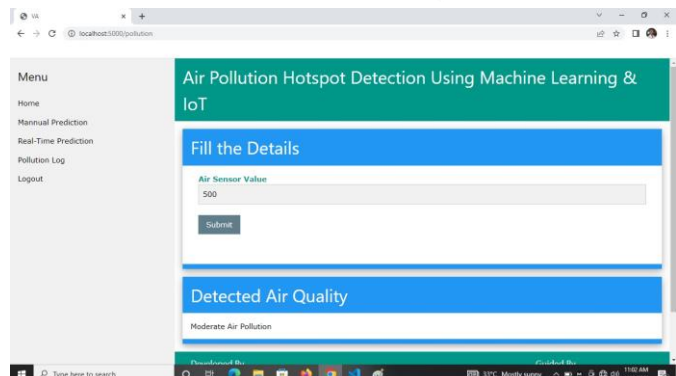 VA
localhost:5000/pollution
Menu
Home
Mannual Prediction
Real-Time Prediction
Pollution Log
Logout
Air Pollution Hotspot Detection Using Machine Learning &
IoT
Fill the Details
Air Sensor Value
500
Submit
Detected Air Quality
Moderate Air Pollution
Developed By
Guided By
Type here to search
33°C Mostly sunny
11:02 AM